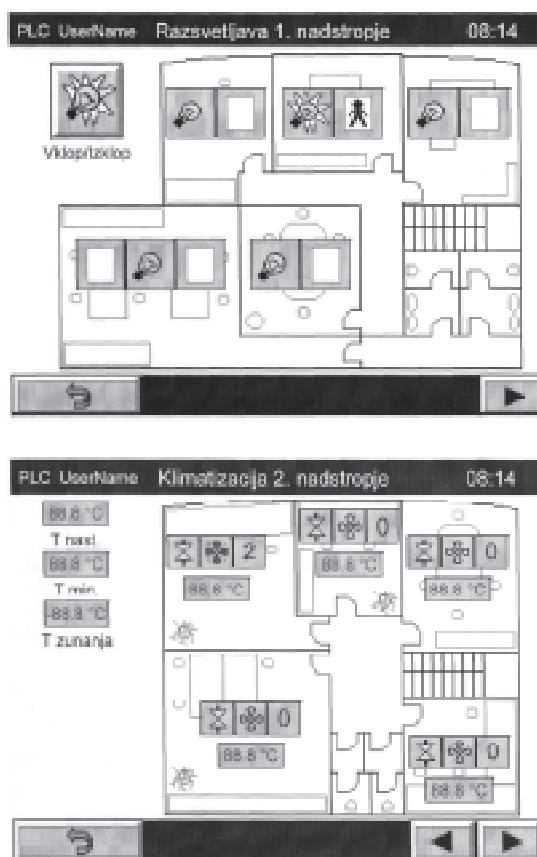 PLC UserName Razsvetljava 1. nadstropje 08:14
Vklop/Izklop
PLC UserName Klimatizacija 2. nadstropje 08:14
88.8 °C
T nast.
88.8 °C
T min.
-88.8 °C
T zunanja
2
88.8 °C
0
88.8 °C
0
88.8 °C
0
88.8 °C
0
88.8 °C